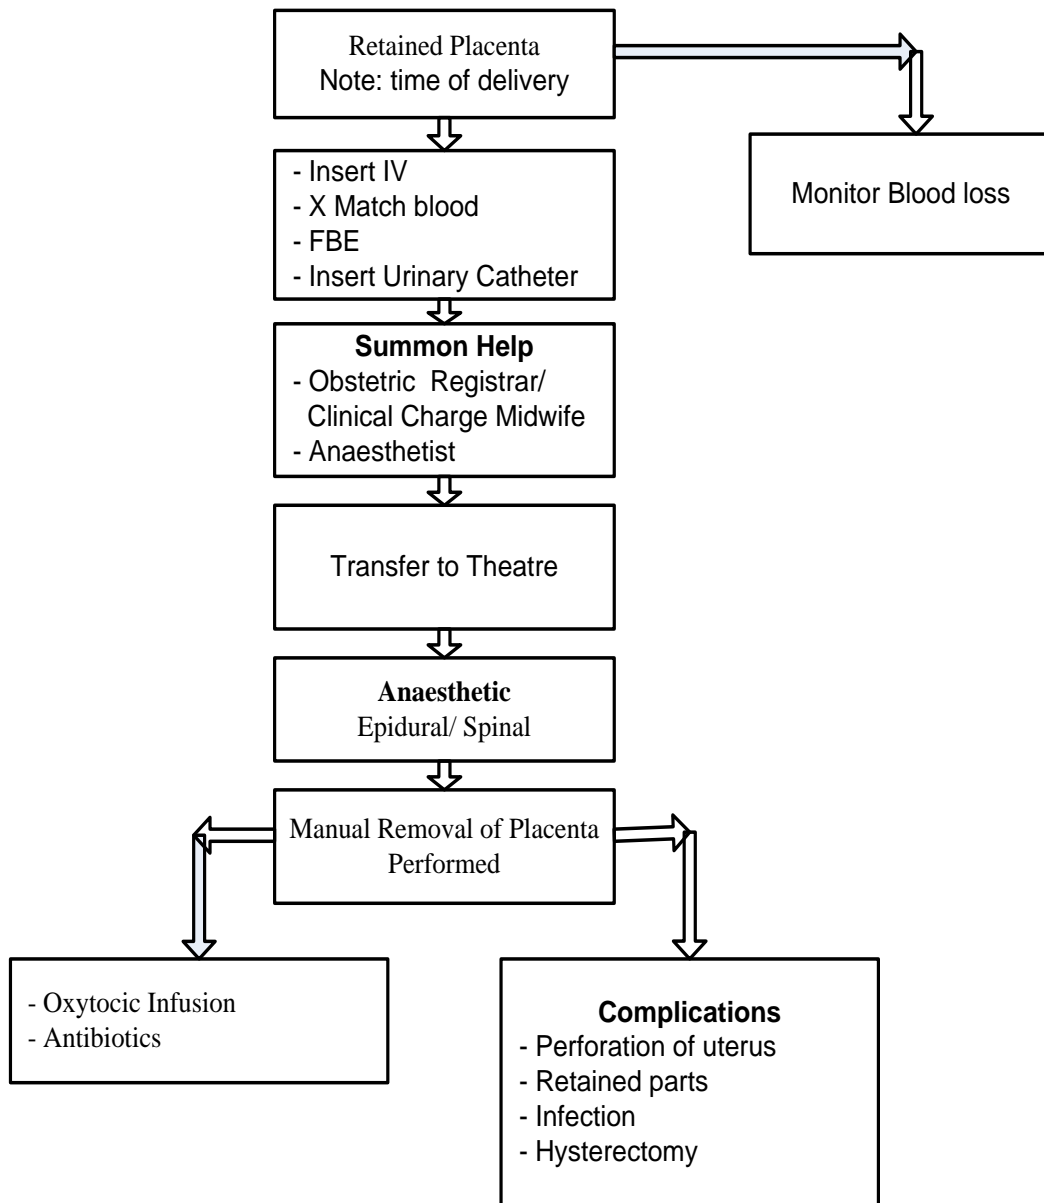 Retained Placenta
Note: time of delivery
Monitor Blood loss
- Insert IV
- X Match blood
- FBE
- Insert Urinary Catheter
Summon Help
- Obstetric Registrar/
Clinical Charge Midwife
- Anaesthetist
Transfer to Theatre
Anaesthetic
Epidural/ Spinal
Manual Removal of Placenta
Performed
- Oxytocic Infusion
- Antibiotics
Complications
- Perforation of uterus
- Retained parts
- Infection
- Hysterectomy